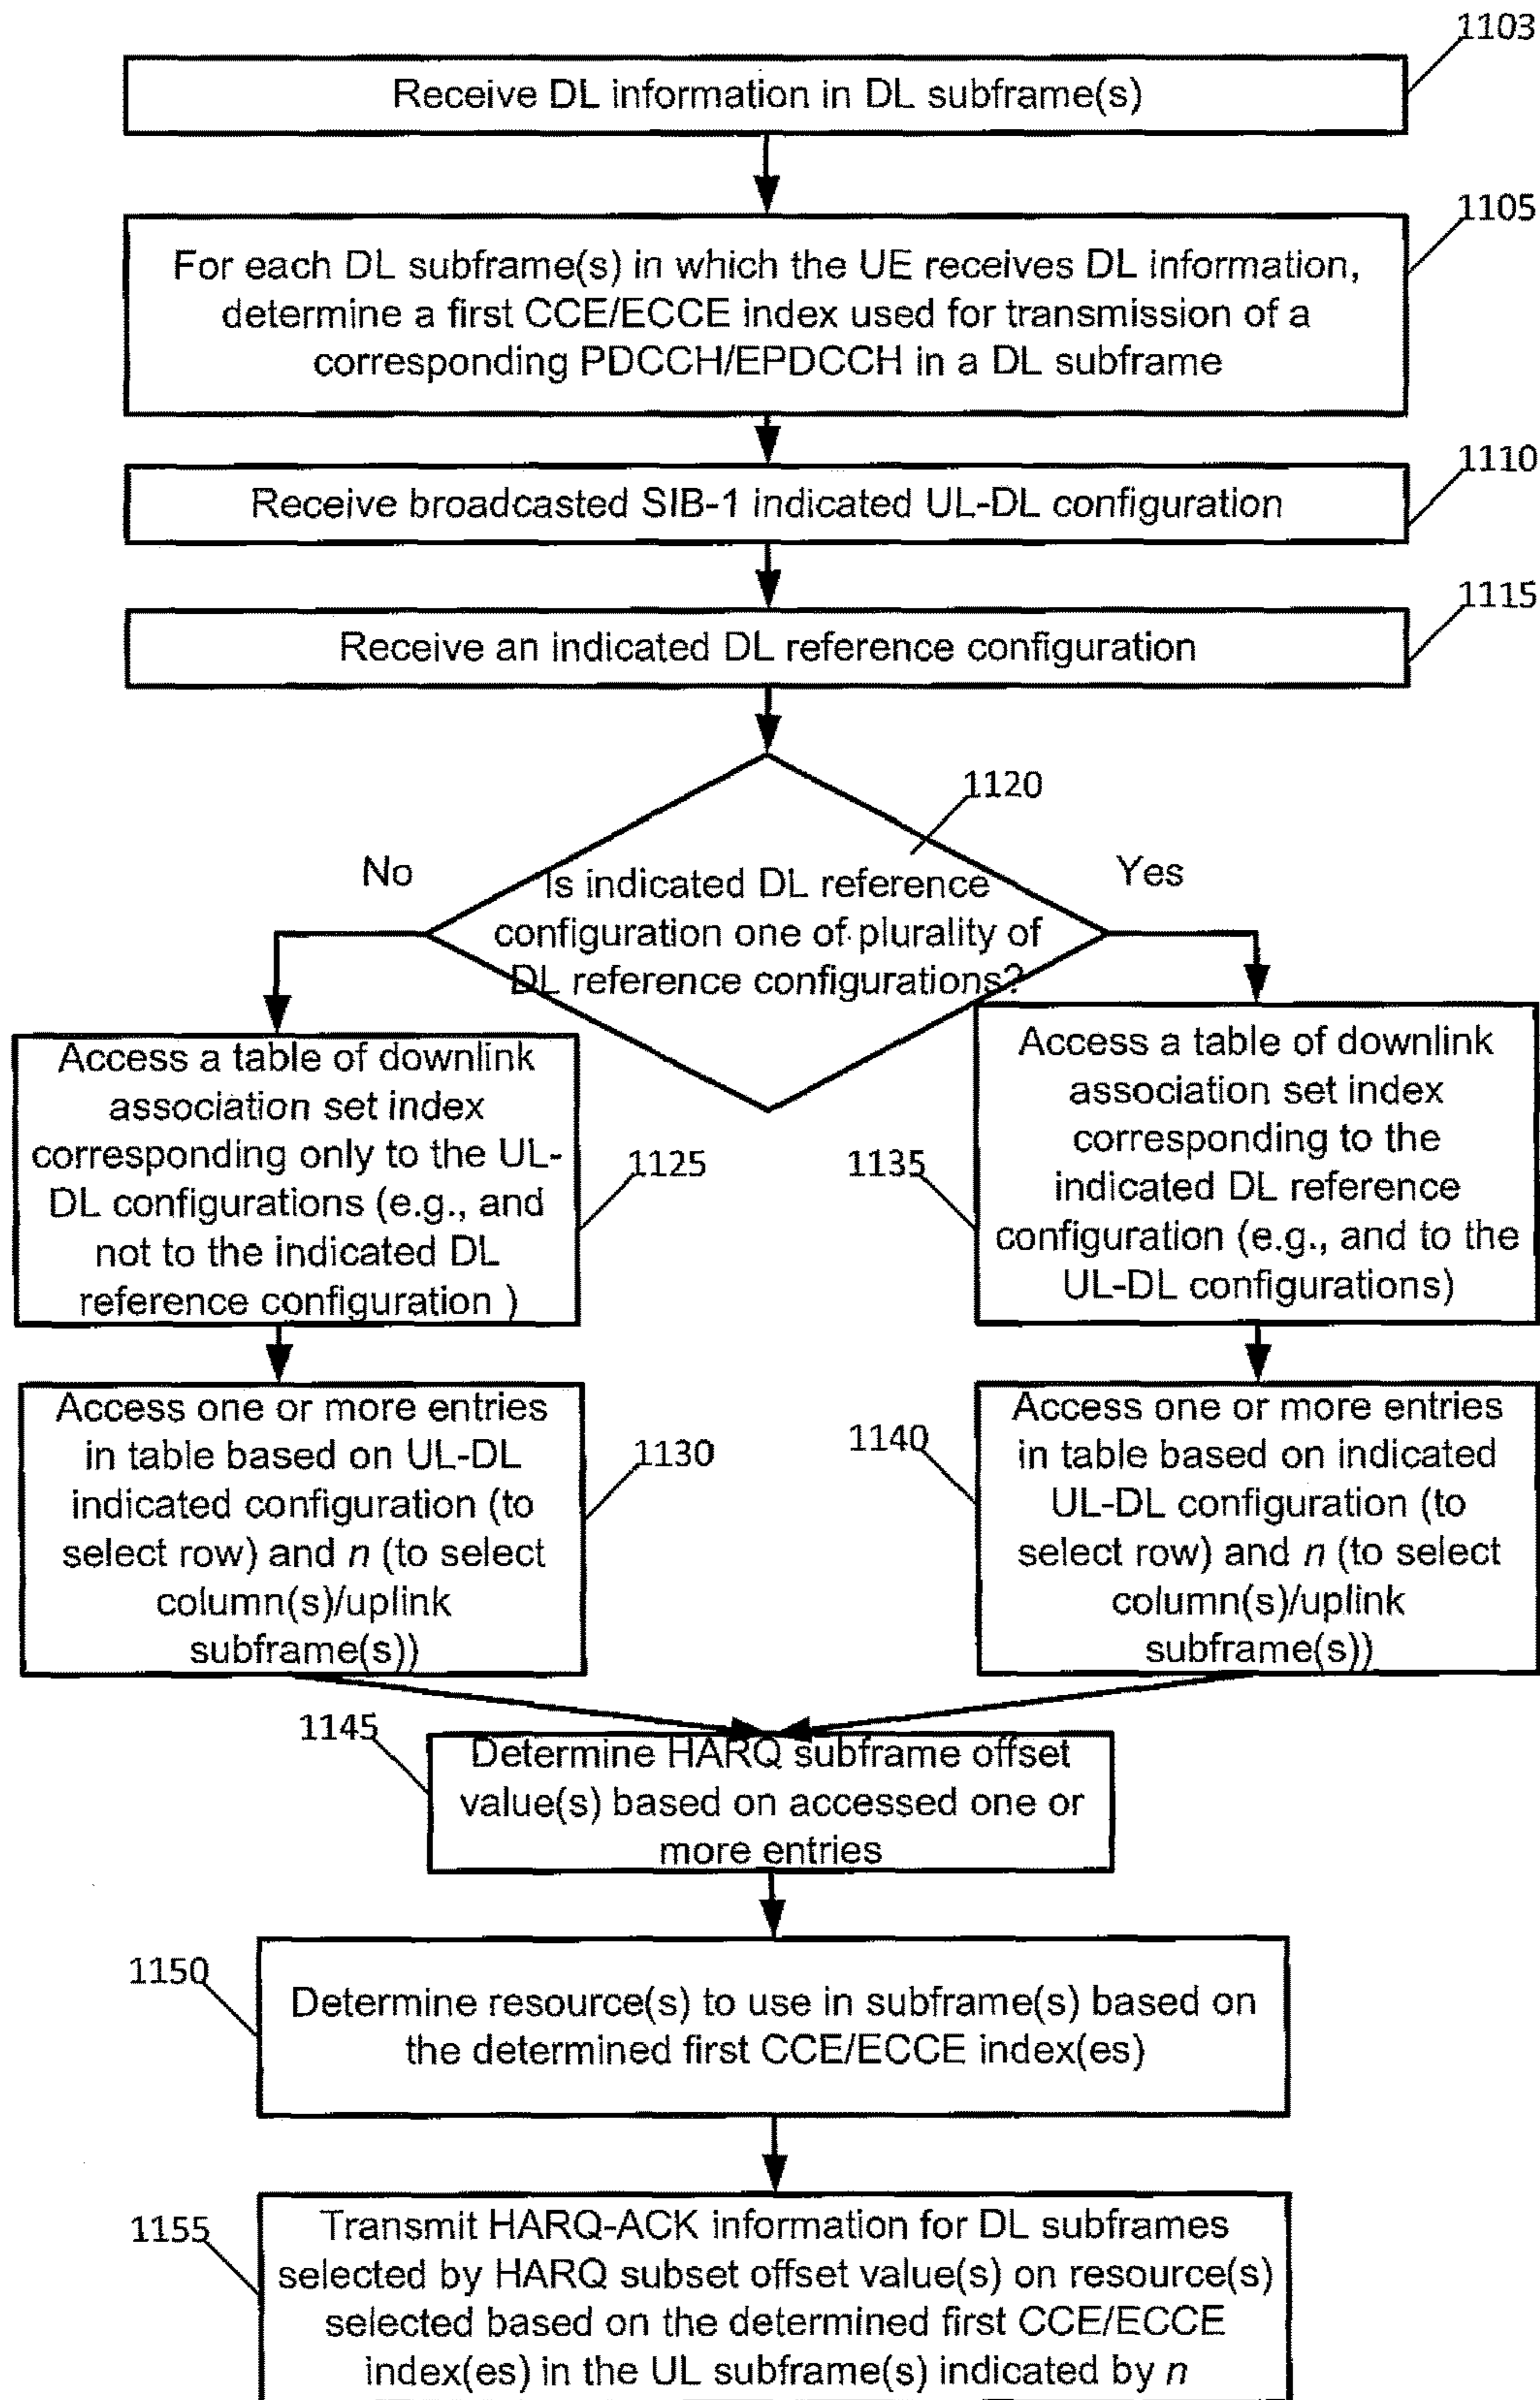 1103
Receive DL information in DL subframe(s)
1105
For each DL subframe(s) in which the UE receives DL information,
determine a first CCE/ECCE index used for transmission of a
corresponding PDCCH/EPDCCH in a DL subframe
1110
Receive broadcasted SIB-1 indicated UL-DL configuration
1115
Receive an indicated DL reference configuration
1120
No
Yes
Is indicated DL reference
configuration one of plurality of
DL reference configurations?
Access a table of downlink
association set index
corresponding only to the UL-
DL configurations (e.g., and
not to the indicated DL
reference configuration )
1125
1135
Access a table of downlink
association set index
corresponding to the
indicated DL reference
configuration (e.g., and to the
UL-DL configurations)
Access one or more entries
in table based on UL-DL
indicated configuration (to
select row) and n (to select
column(s)/uplink
subframe(s))
1130
1140
Access one or more entries
in table based on indicated
UL-DL configuration (to
select row) and n (to select
column(s)/uplink
subframe(s))
1145
Determine HARQ subframe offset
value(s) based on accessed one or
more entries
1150
Determine resource(s) to use in subframe(s) based on
the determined first CCE/ECCE index(es)
1155
Transmit HARQ-ACK information for DL subframes
selected by HARQ subset offset value(s) on resource(s)
selected based on the determined first CCE/ECCE
index(es) in the UL subframe(s) indicated by n